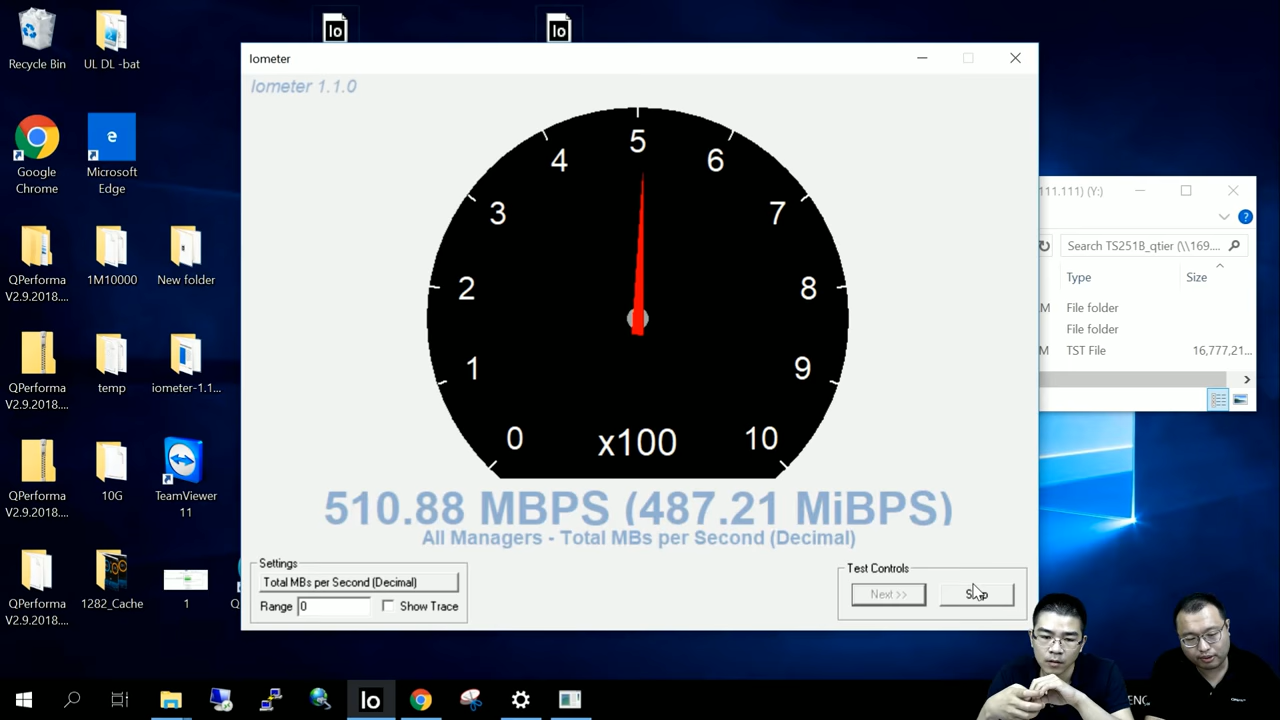 Recycle Bin
UL DL -bat
Io
Io
Google
Chrome
e
Microsoft
Edge
QPerforma
V2.9.2018....
1M10000
New folder
QPerforma
V2.9.2018....
temp
iometer-1.1...
QPerforma
V2.9.2018....
10G
TeamViewer
11
QPerforma
V2.9.2018....
1282_Cache
1
Iometer
Iometer 1.1.0
0
1
2
3
4
5
6
7
8
9
10
x100
510.88 MBPS (487.21 MiBPS)
All Managers - Total MBs per Second (Decimal)
Settings
Total MBs per Second (Decimal)
Range 0
Show Trace
Test Controls
Next >>
111.111) (Y:)
?
Search TS251B_qtier (\\169....
Type Size
M File folder
File folder
M TST File 16,777,21...
Io
ENG